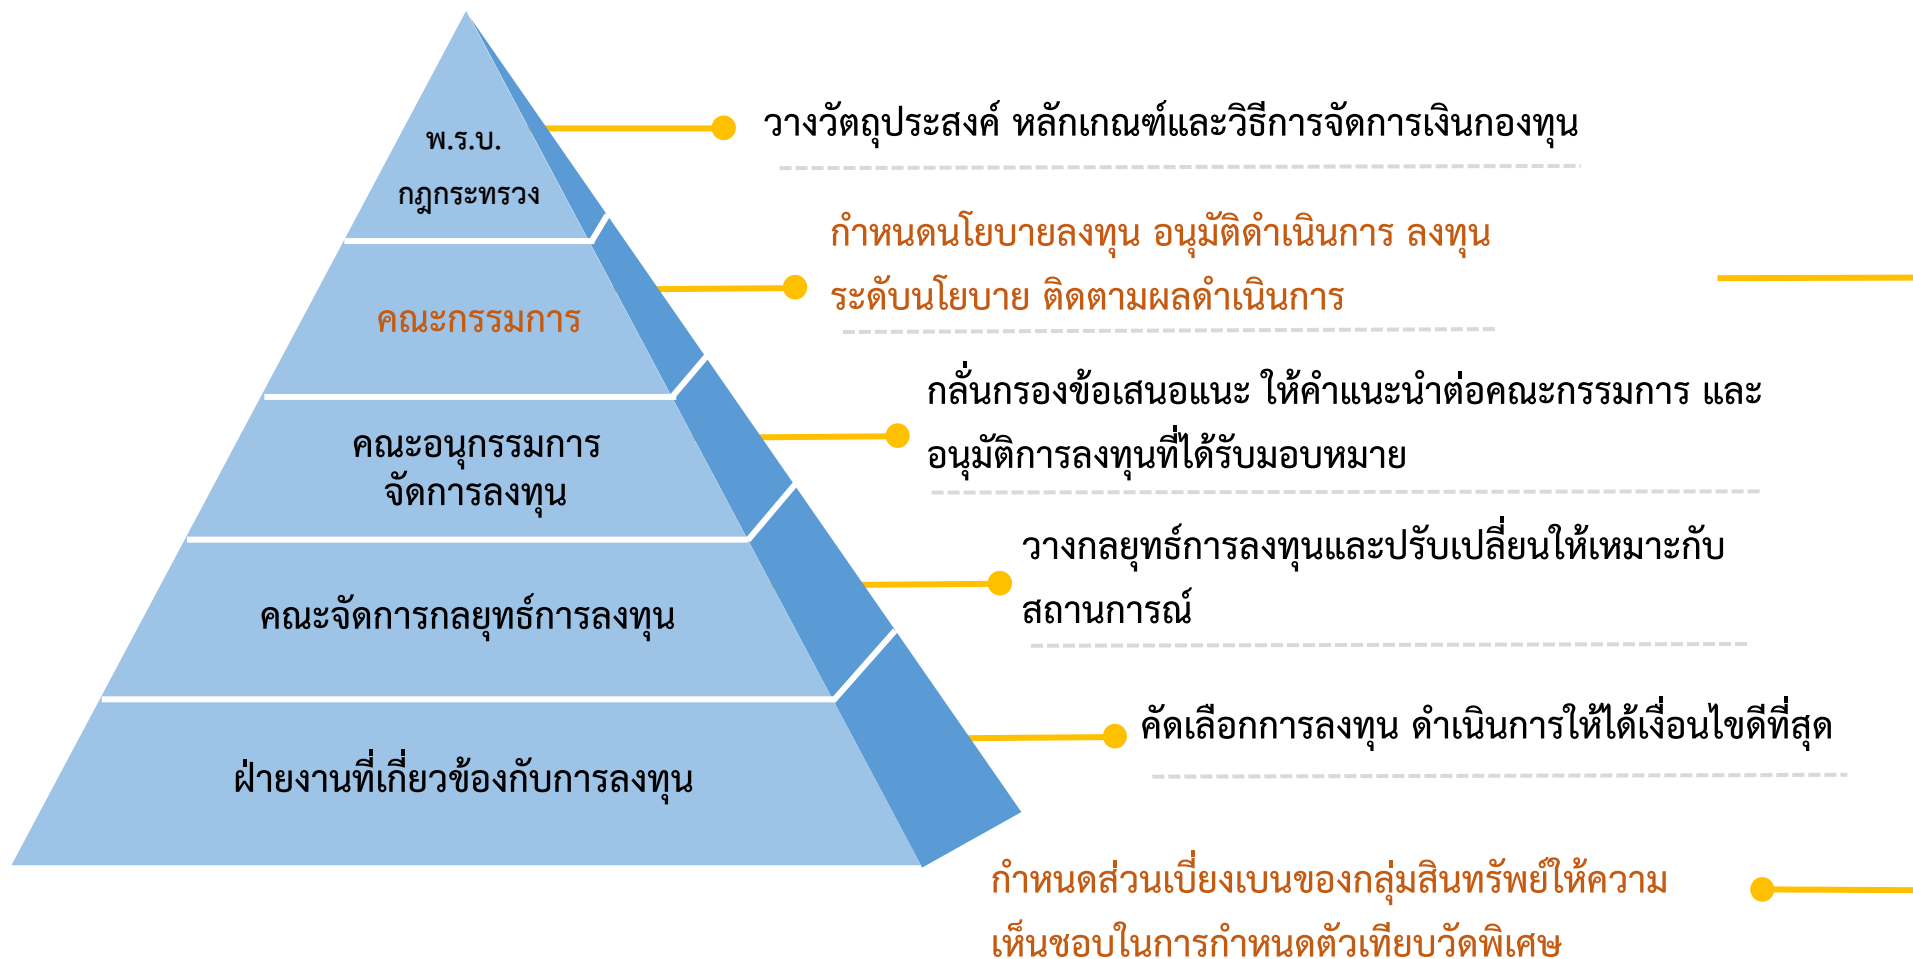 พ.ร.บ.
กฎกระทรวง
วางวัตถุประสงค์ หลักเกณฑ์และวิธีการจัดการเงินกองทุน
คณะกรรมการ
กำหนดนโยบายลงทุน อนุมัติดำเนินการ ลงทุน
ระดับนโยบาย ติดตามผลดำเนินการ
คณะอนุกรรมการ
จัดการลงทุน
กลั่นกรองข้อเสนอแนะ ให้คำแนะนำต่อคณะกรรมการ และ
อนุมัติการลงทุนที่ได้รับมอบหมาย
คณะจัดการกลยุทธ์การลงทุน
วางกลยุทธ์การลงทุนและปรับเปลี่ยนให้เหมาะกับ
สถานการณ์
ฝ่ายงานที่เกี่ยวข้องกับการลงทุน
คัดเลือกการลงทุน ดำเนินการให้ได้เงื่อนไขดีที่สุด
กำหนดส่วนเบี่ยงเบนของกลุ่มสินทรัพย์ให้ความ
เห็นชอบในการกำหนดตัวเทียบวัดพิเศษ